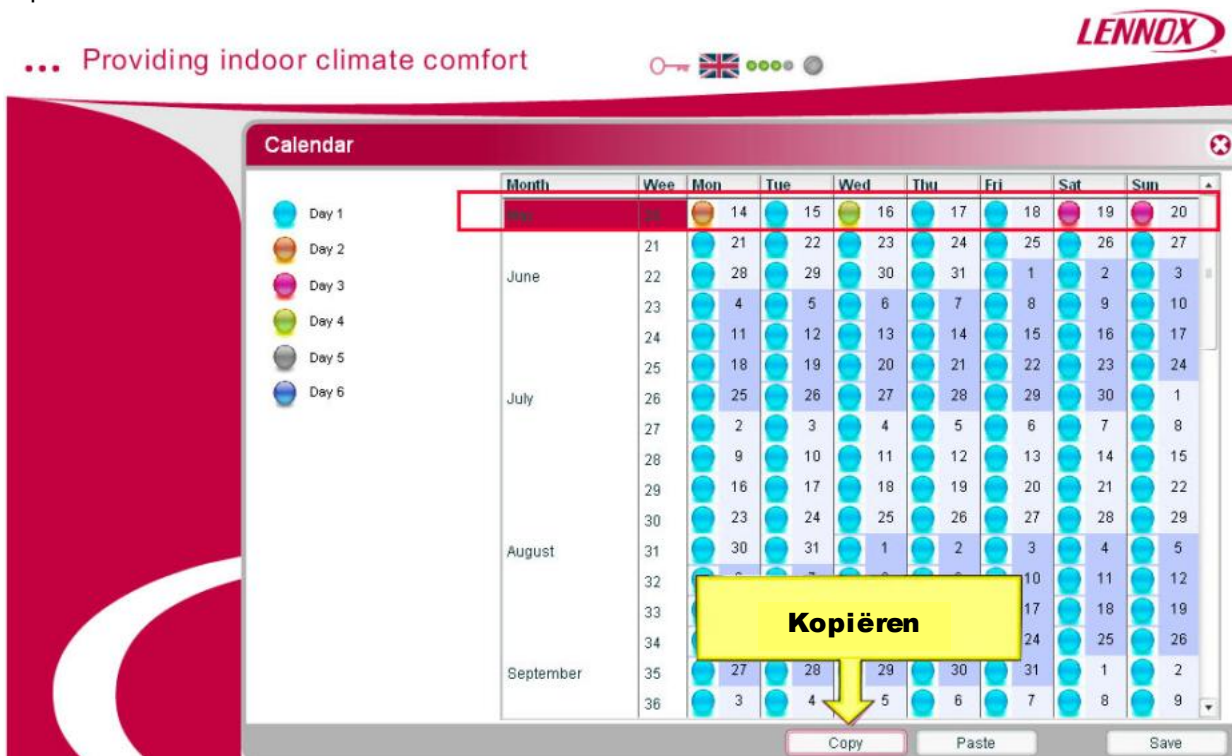 LENNOX
... Providing indoor climate comfort
Calendar
Day 1
Day 2
Day 3
Day 4
Day 5
Day 6
Month Wee Mon Tue Wed Thu Fri Sat Sun
May 20 14 15 16 17 18 19 20
21 21 22 23 24 25 26 27
June 22 28 29 30 31 1 2 3
23 4 5 6 7 8 9 10
24 11 12 13 14 15 16 17
25 18 19 20 21 22 23 24
July 26 25 26 27 28 29 30 1
27 2 3 4 5 6 7 8
28 9 10 11 12 13 14 15
29 16 17 18 19 20 21 22
30 23 24 25 26 27 28 29
August 31 30 31 1 2 3 4 5
32 10 11 12
33 17 18 19
34 24 25 26
Kopiëren
September 35 27 28 29 30 31 1 2
36 3 4 5 6 7 8 9
Copy Paste Save